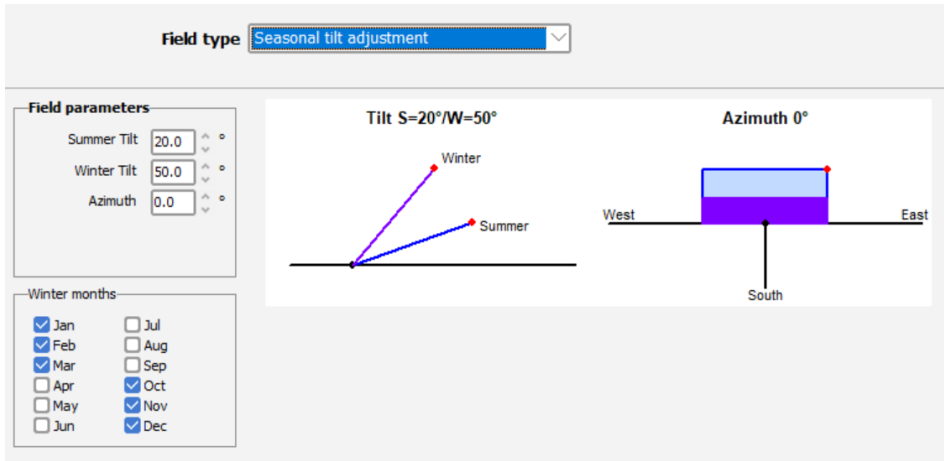 Field type Seasonal tilt adjustment
Field parameters
Summer Tilt 20.0 °
Winter Tilt 50.0 °
Azimuth 0.0 °
Tilt S=20°/W=50°
Winter
Summer
Azimuth 0°
West East
South
Winter months
Jan Jul
Feb Aug
Mar Sep
Apr Oct
May Nov
Jun Dec